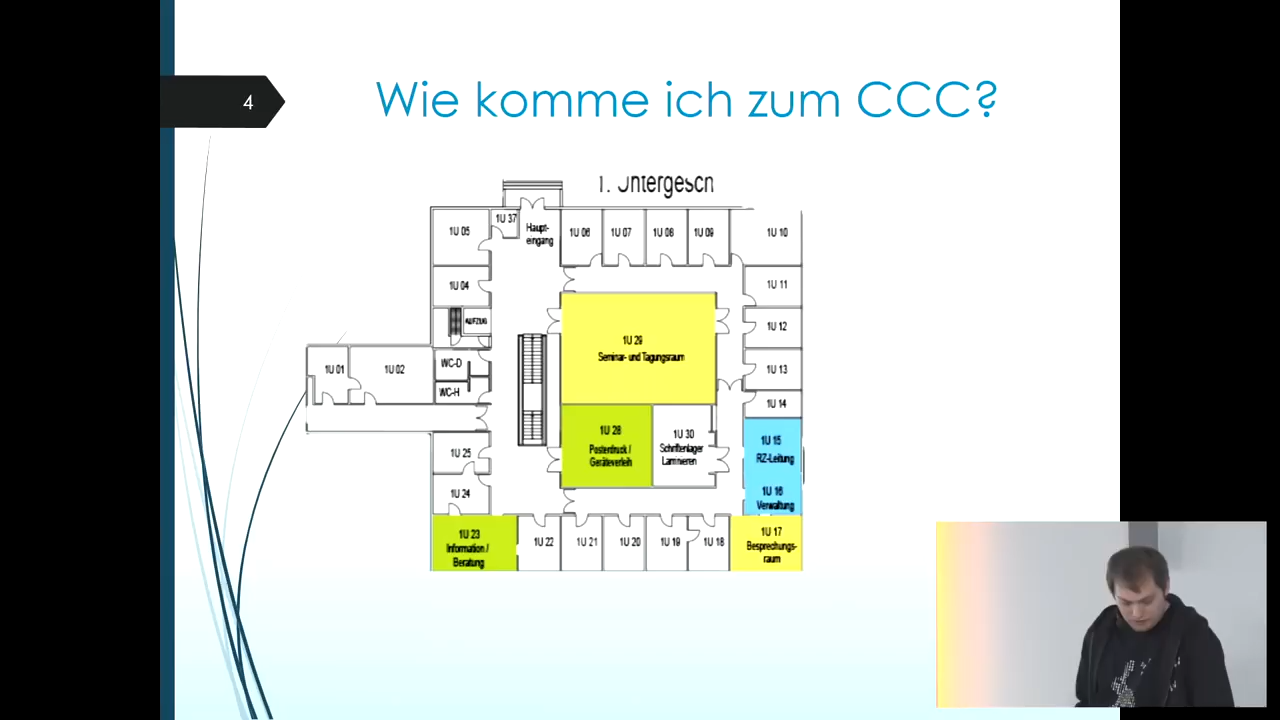 4
Wie komme ich zum CCC?
1. Untergesch
1U 05
1U 37
Haupt-
eingang
1U 06
1U 07
1U 08
1U 09
1U 10
1U 04
1U 11
AUFZUG
1U 12
1U 29
Seminar- und Tagungsraum
1U 01
1U 02
WC-D
WC-H
1U 13
1U 14
1U 28
Posterdruck /
Geräteverleih
1U 30
Schriftenlager
Laminieren
1U 15
RZ-Leitung
1U 16
Verwaltung
1U 25
1U 24
1U 23
Information /
Beratung
1U 22
1U 21
1U 20
1U 19
1U 18
1U 17
Besprechungs-
raum